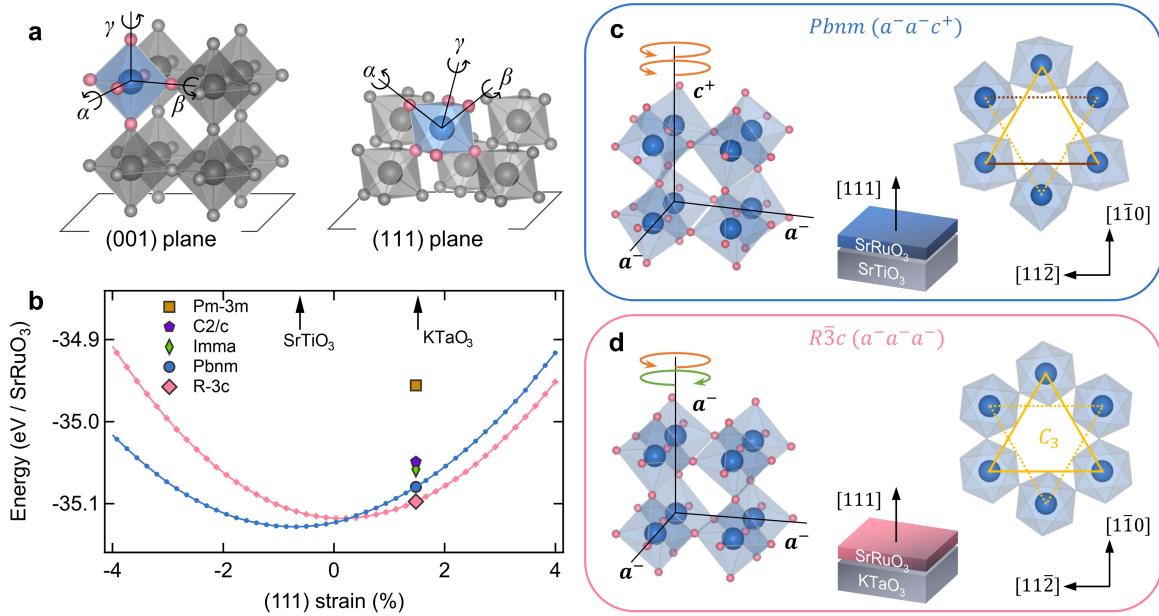 a
γ
α
β
(001) plane
γ
α
β
(111) plane
b
Energy (eV / SrRuO₃)
-34.9
-35.0
-35.1
Pm-3m
C2/c
Imma
Pbnm
R-3c
SrTiO₃
KTaO₃
-4
-2
0
2
4
(111) strain (%)
c
Pbnm (a⁻a⁻c⁺)
c⁺
a⁻
a⁻
[111]
SrRuO₃
SrTiO₃
[11̅0]
[112̅]
d
R3̅c (a⁻a⁻a⁻)
a⁻
a⁻
a⁻
C₃
[111]
SrRuO₃
KTaO₃
[11̅0]
[112̅]